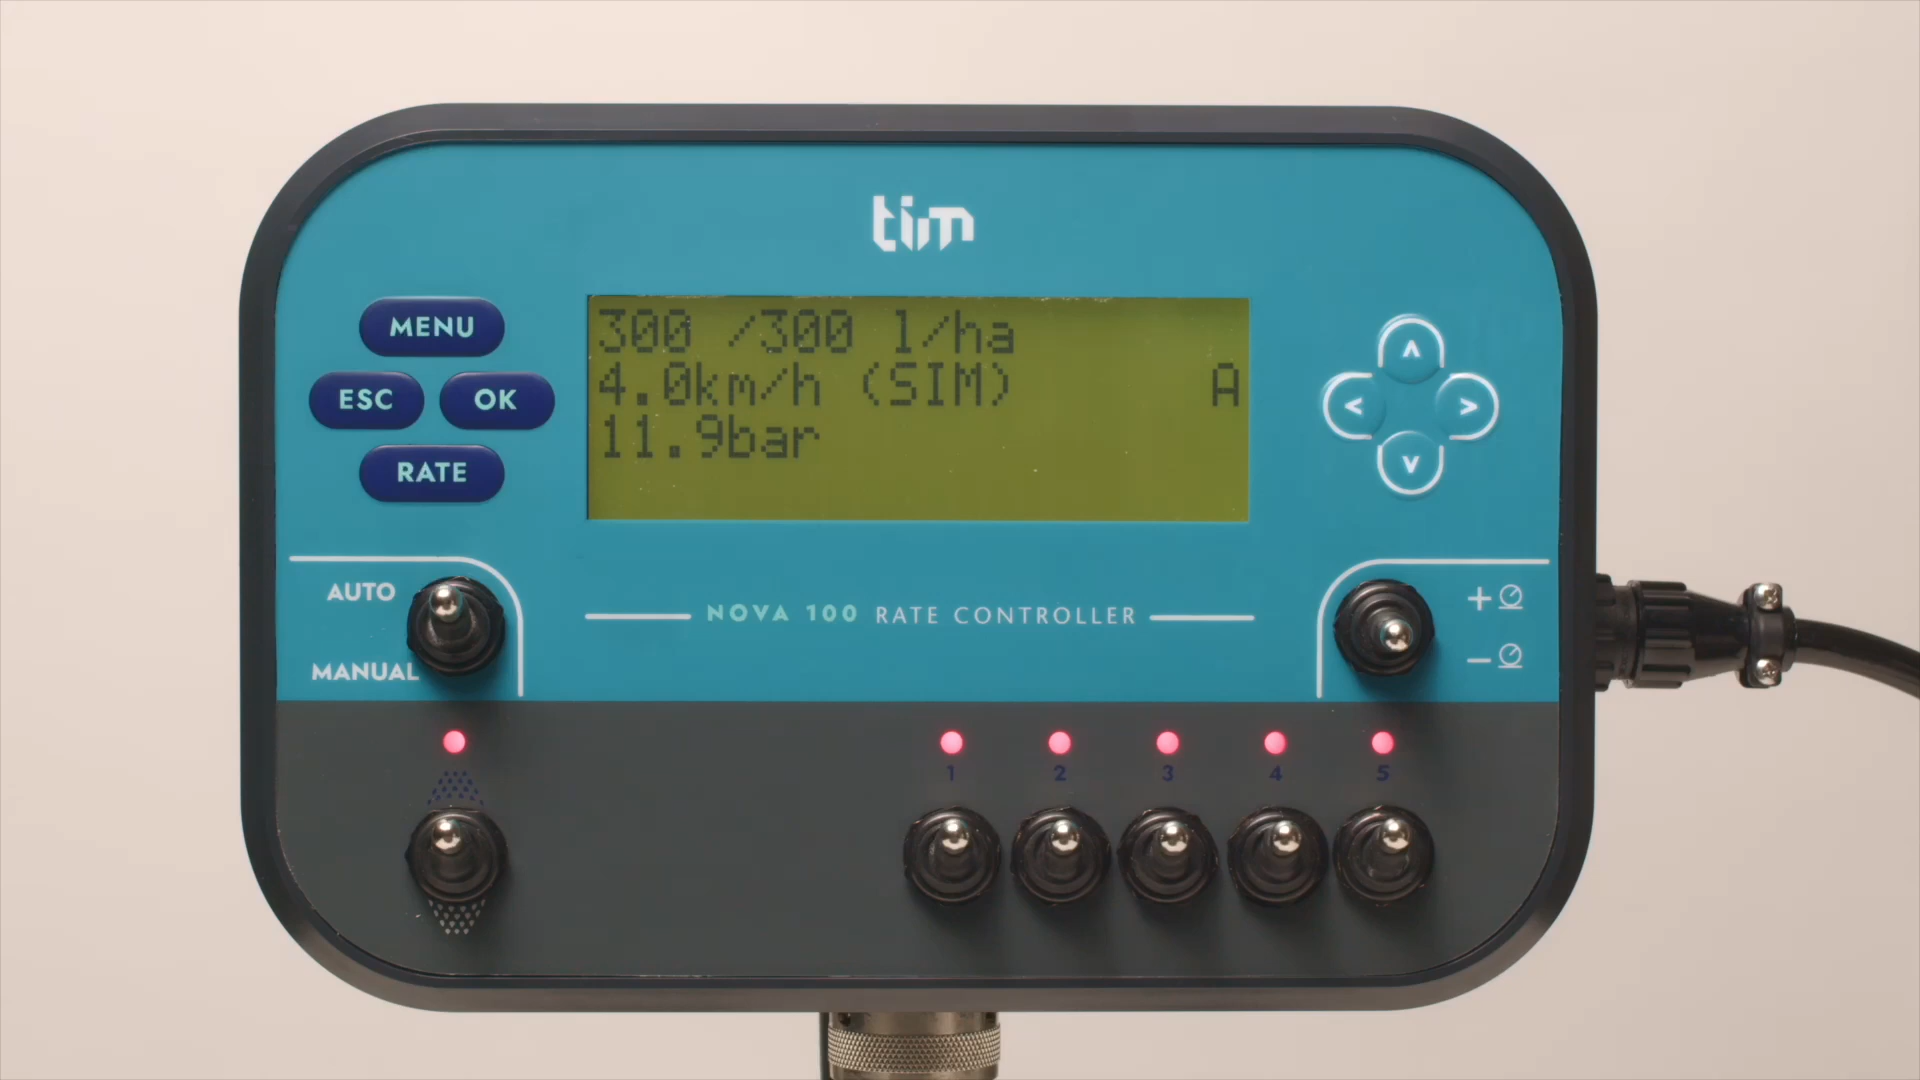 tim
MENU
ESC OK
RATE
300 /300 l/ha
4.0km/h (SIM) A
11.9bar
AUTO
MANUAL
NOVA 100 RATE CONTROLLER
+
−
1 2 3 4 5